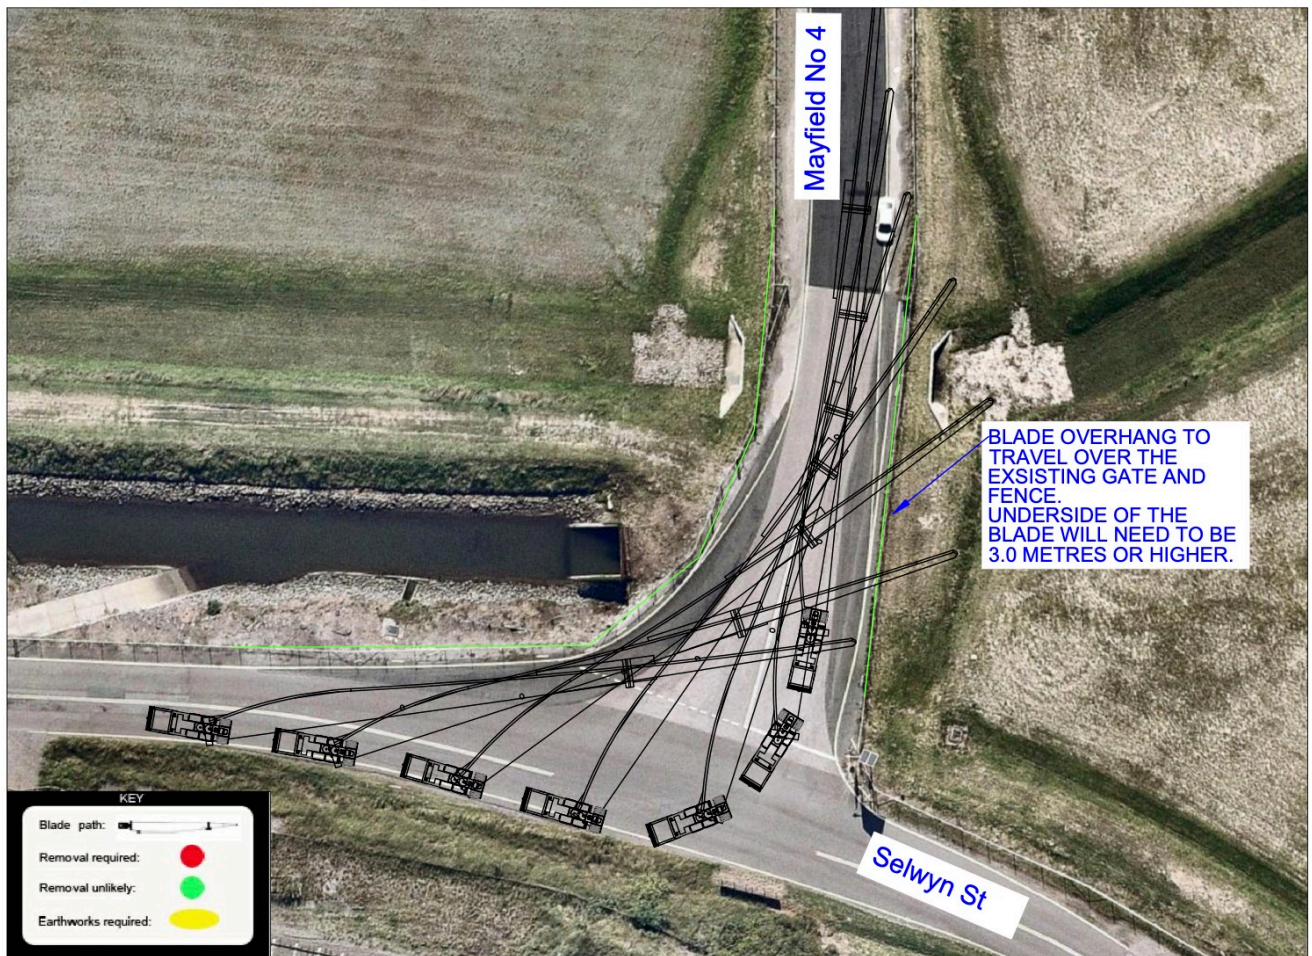 Mayfield No 4
BLADE OVERHANG TO
TRAVEL OVER THE
EXSISTING GATE AND
FENCE.
UNDERSIDE OF THE
BLADE WILL NEED TO BE
3.0 METRES OR HIGHER.
Selwyn St
KEY
Blade path:
Removal required:
Removal unlikely:
Earthworks required: